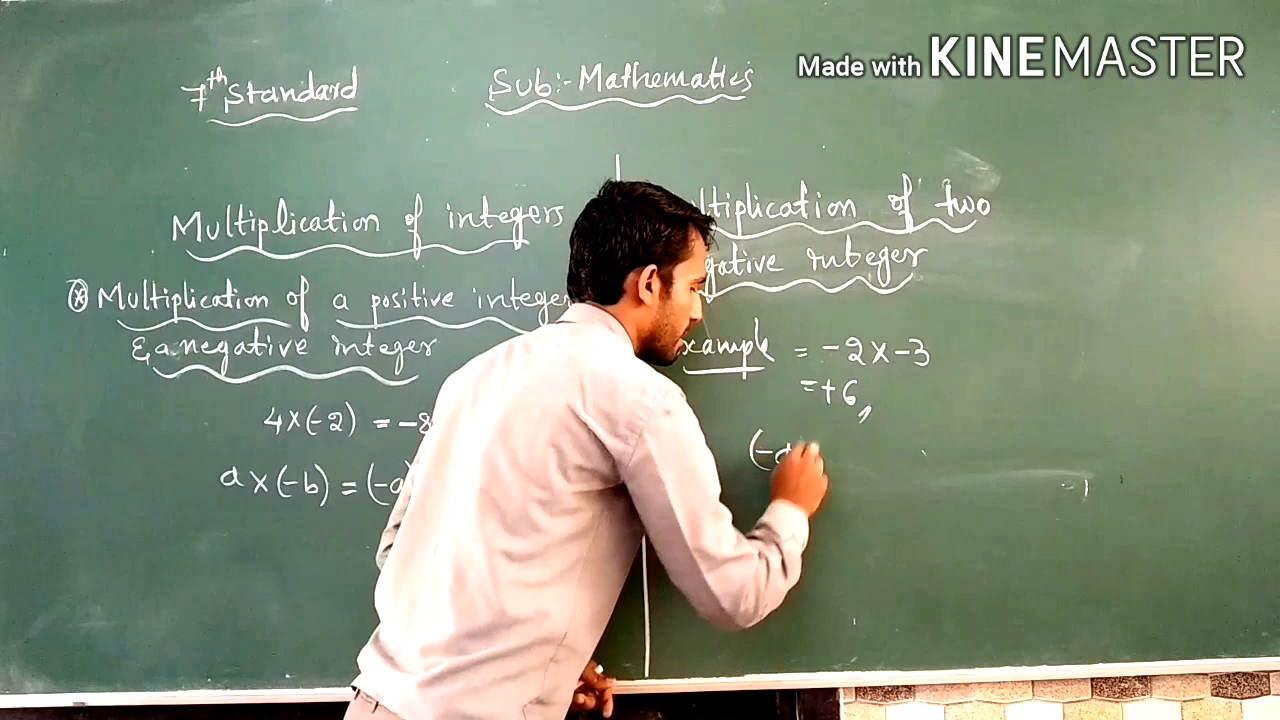 Made with KINEMASTER
7th Standard
Sub:- Mathematics
Multiplication of integers
Multiplication of a positive integer
& a negative integer
4×(-2) = -8
a×(-b) = (-a)
ltiplication of two
gative integer
xample = -2×-3
=+6,
(-a